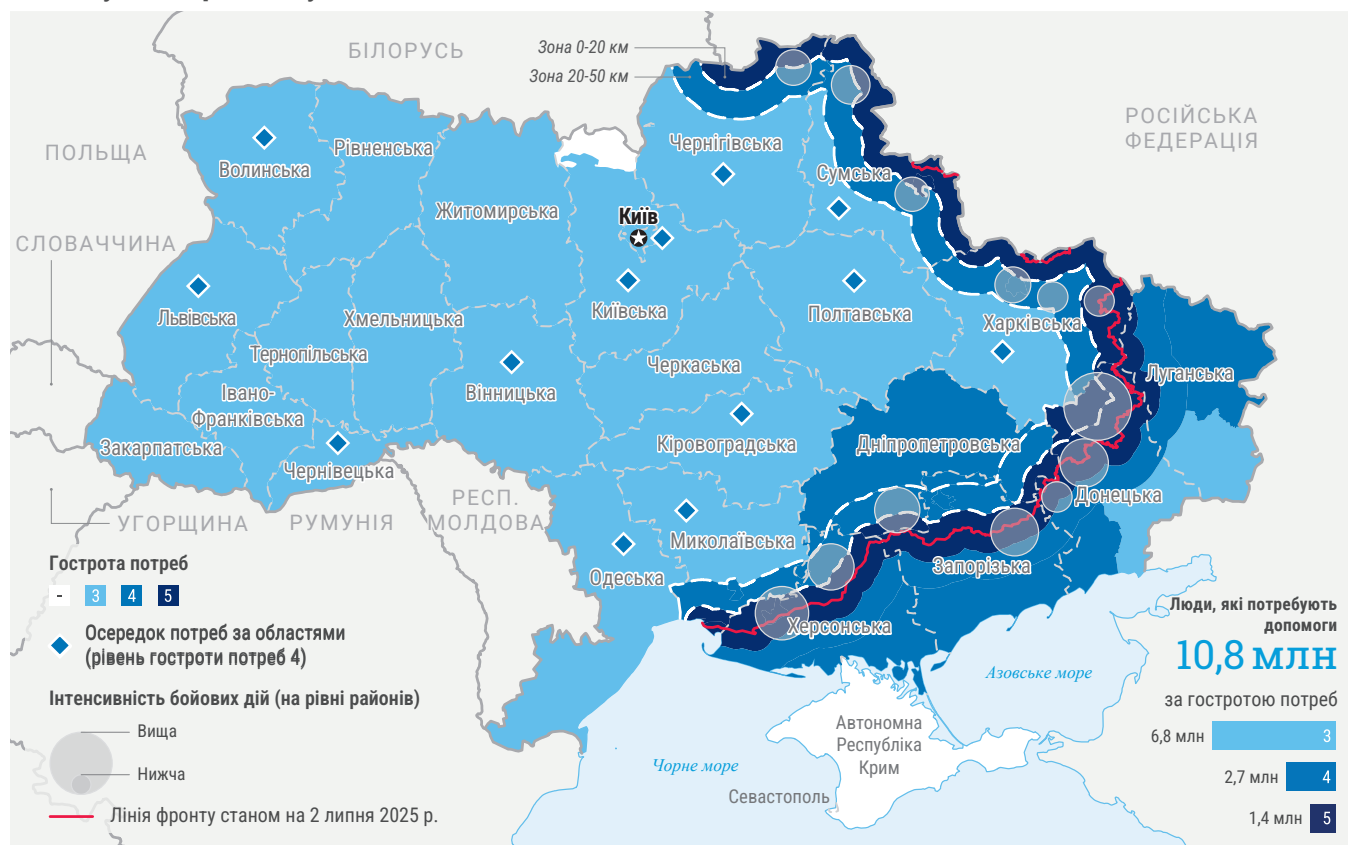 БІЛОРУСЬ
Зона 0-20 км
Зона 20-50 км
РОСІЙСЬКА
ФЕДЕРАЦІЯ
ПОЛЬЩА
Волинська
Рівненська
Житомирська
Чернігівська
Сумська
Київ
СЛОВАЧЧИНА
Львівська
Тернопільська
Хмельницька
Київська
Полтавська
Харківська
Черкаська
Луганська
Івано-
Франківська
Вінницька
Закарпатська
Чернівецька
Кіровоградська
Дніпропетровська
Донецька
УГОРЩИНА
РУМУНІЯ
РЕСП.
МОЛДОВА
Миколаївська
Одеська
Запорізька
Херсонська
Азовське море
Автономна
Республіка
Крим
Чорне море
Севастополь
Гострота потреб
- 3 4 5
Осередок потреб за областями
(рівень гостроти потреб 4)
Інтенсивність бойових дій (на рівні районів)
Вища
Нижча
Лінія фронту станом на 2 липня 2025 р.
Люди, які потребують
допомоги
10,8 млн
за гостротою потреб
6,8 млн 3
2,7 млн 4
1,4 млн 5